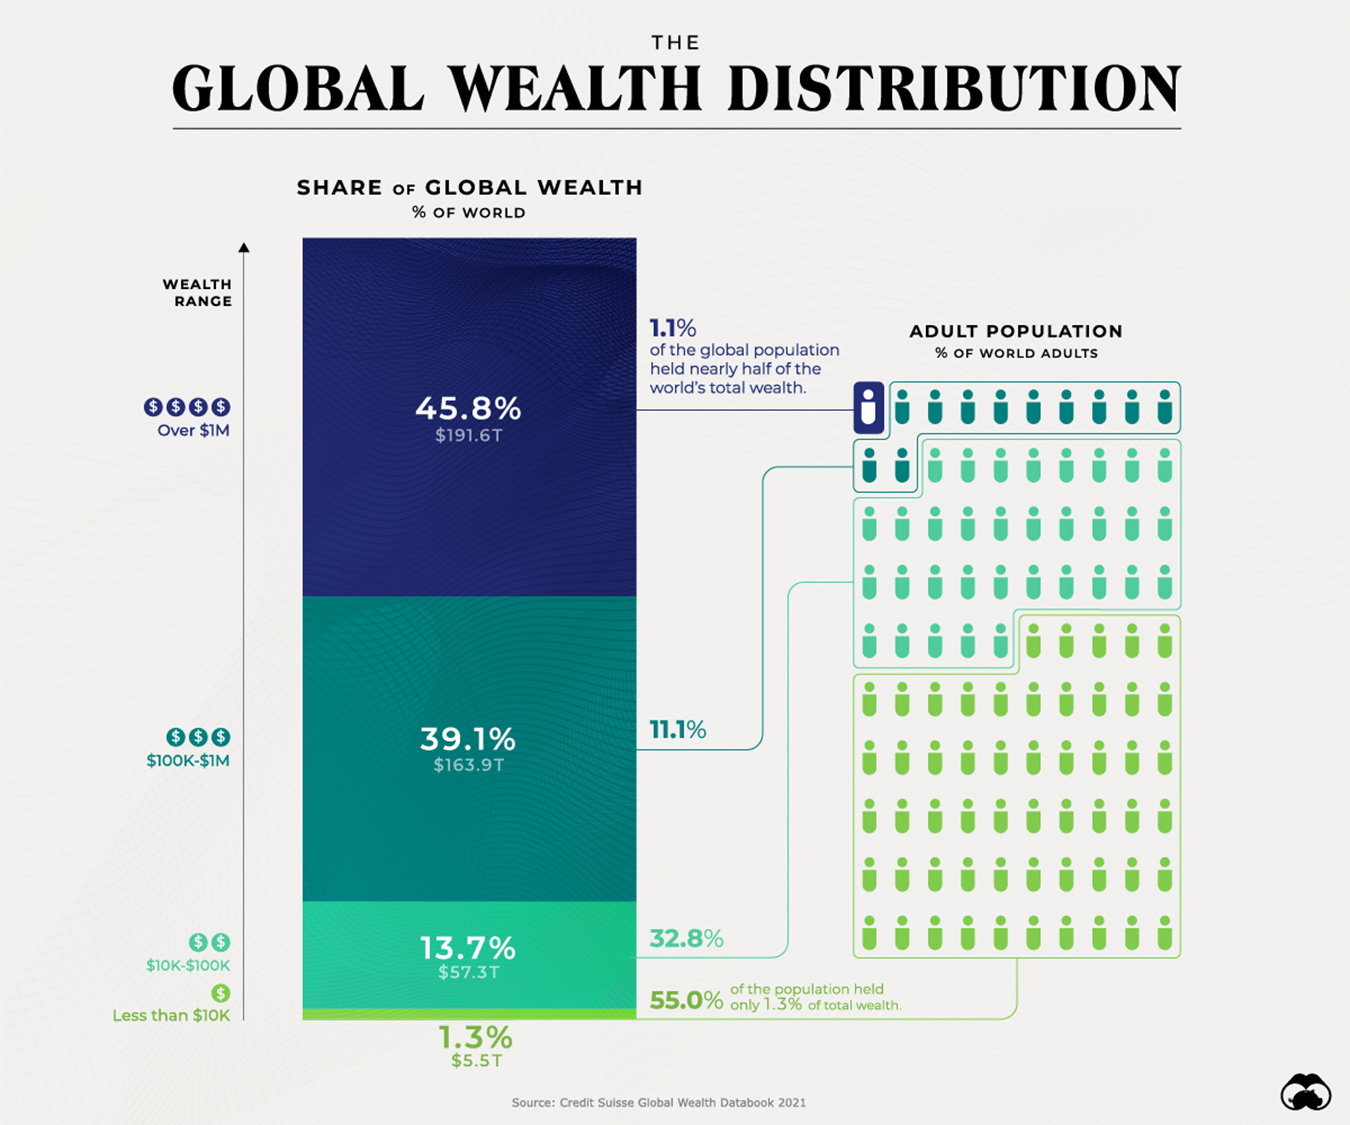 THE
GLOBAL WEALTH DISTRIBUTION
SHARE OF GLOBAL WEALTH
% OF WORLD
WEALTH
RANGE
$ $ $ $
Over $1M
45.8%
$191.6T
1.1%
of the global population
held nearly half of the
world's total wealth.
ADULT POPULATION
% OF WORLD ADULTS
$ $ $
$100K-$1M
39.1%
$163.9T
11.1%
$ $
$10K-$100K
13.7%
$57.3T
32.8%
$
Less than $10K
1.3%
$5.5T
55.0% of the population held
only 1.3% of total wealth.
Source: Credit Suisse Global Wealth Databook 2021